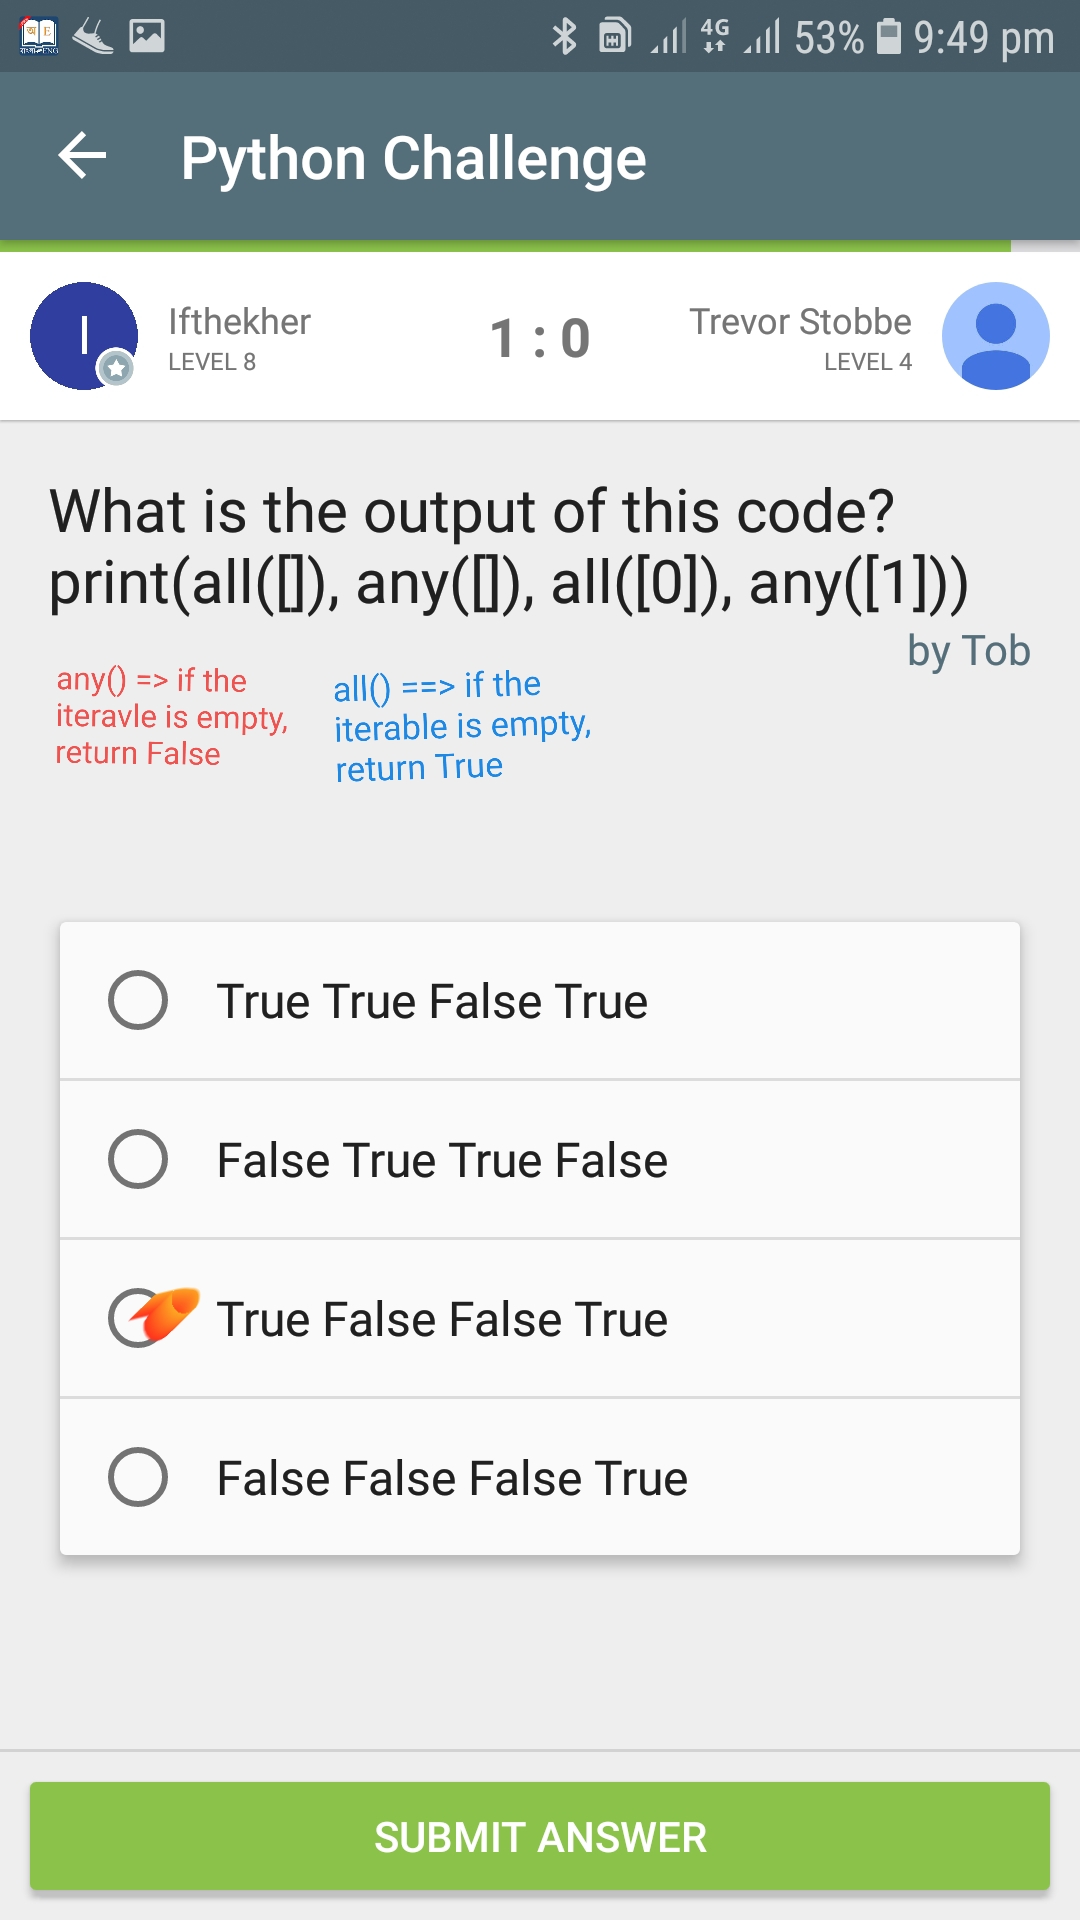 4G 53% 9:49 pm
Python Challenge
I Ifthekher 1 : 0 Trevor Stobbe
LEVEL 8 LEVEL 4
What is the output of this code?
print(all([]), any([]), all([0]), any([1]))
by Tob
any() => if the
iteravle is empty,
return False
all() ==> if the
iterable is empty,
return True
True True False True
False True True False
True False False True
False False False True
SUBMIT ANSWER